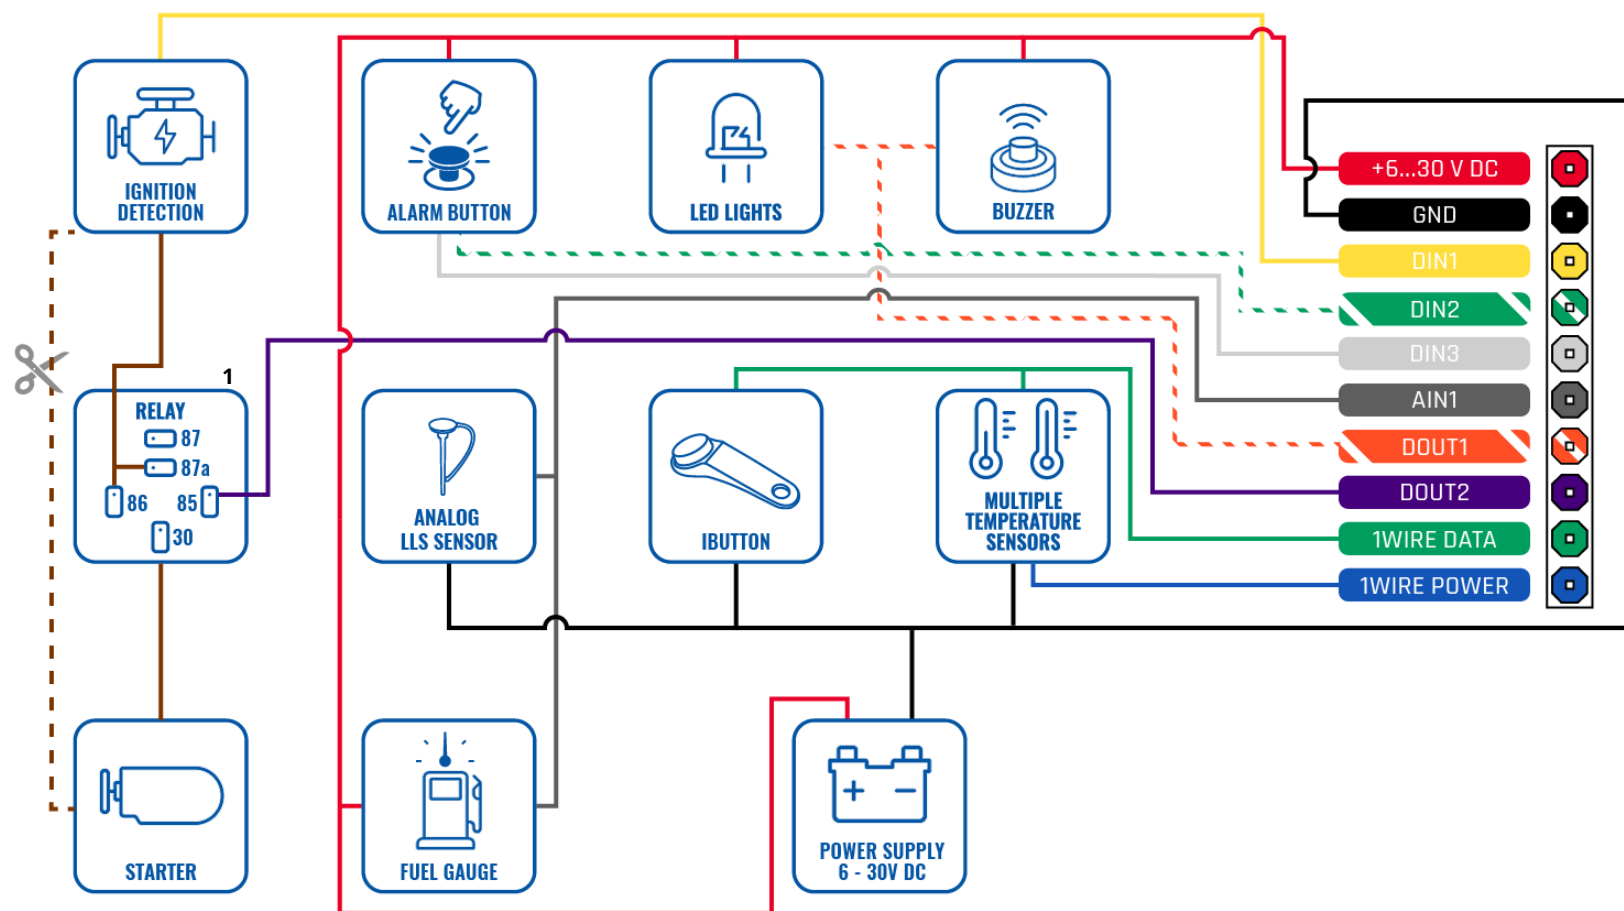 IGNITION
DETECTION
ALARM BUTTON
LED LIGHTS
BUZZER
+6...30 V DC
GND
DIN1
DIN2
DIN3
AIN1
DOUT1
DOUT2
1WIRE DATA
1WIRE POWER
1
RELAY
87
87a
86
85
30
ANALOG
LLS SENSOR
IBUTTON
MULTIPLE
TEMPERATURE
SENSORS
STARTER
FUEL GAUGE
POWER SUPPLY
6 - 30V DC